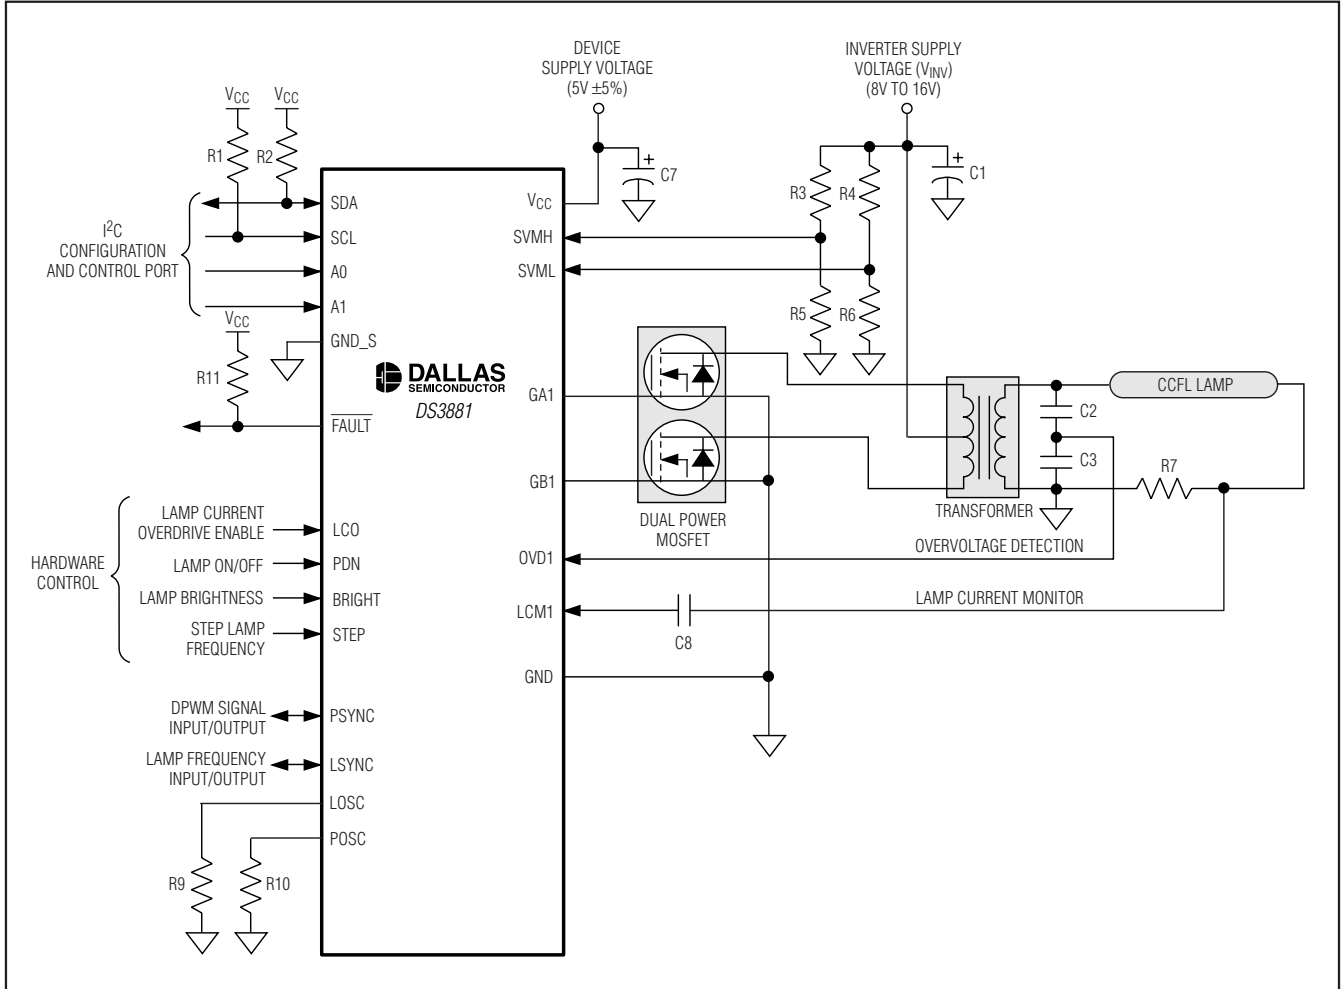 DEVICE
SUPPLY VOLTAGE
(5V ±5%)
INVERTER SUPPLY
VOLTAGE (VINV)
(8V TO 16V)
VCC
VCC
R1
R2
C7
C1
R3
R4
I2C
CONFIGURATION
AND CONTROL PORT
SDA
SCL
A0
A1
GND_S
VCC
R11
FAULT
VCC
SVMH
SVML
R5
R6
DALLAS
SEMICONDUCTOR
DS3881
GA1
GB1
DUAL POWER
MOSFET
TRANSFORMER
CCFL LAMP
C2
C3
R7
HARDWARE
CONTROL
LAMP CURRENT
OVERDRIVE ENABLE
LCO
LAMP ON/OFF
PDN
LAMP BRIGHTNESS
BRIGHT
STEP LAMP
FREQUENCY
STEP
OVD1
OVERVOLTAGE DETECTION
LCM1
C8
LAMP CURRENT MONITOR
GND
DPWM SIGNAL
INPUT/OUTPUT
PSYNC
LAMP FREQUENCY
INPUT/OUTPUT
LSYNC
LOSC
POSC
R9
R10